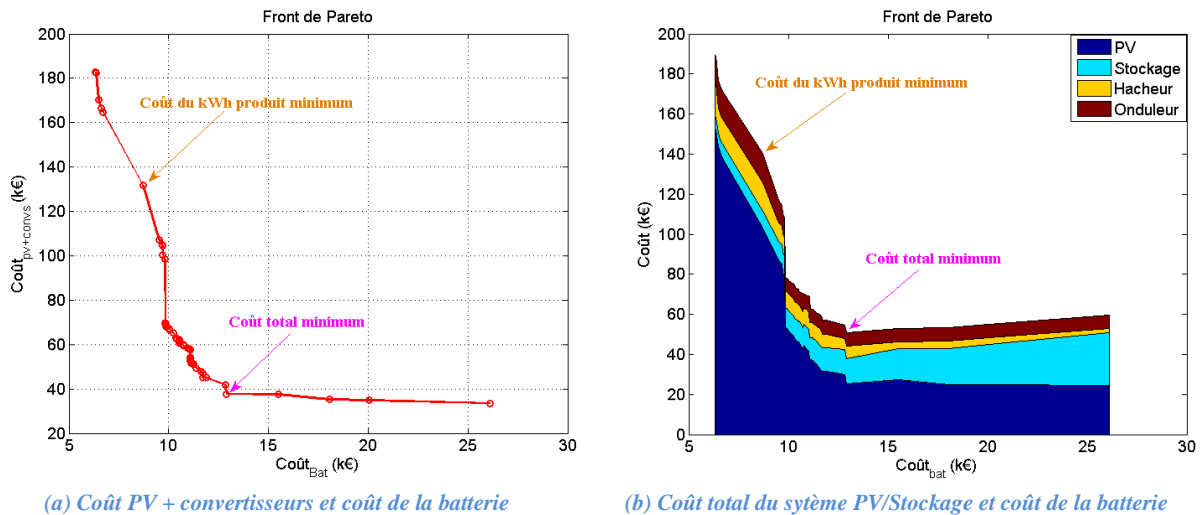 Front de Pareto
200
180
160
140
120
100
80
60
40
20
Coût_pv+convs (k€)
Coût du kWh produit minimum
Coût total minimum
5 10 15 20 25 30
Coût_Bat (k€)
(a) Coût PV + convertisseurs et coût de la batterie
Front de Pareto
200
180
160
140
120
100
80
60
40
20
0
Coût (k€)
PV
Stockage
Hacheur
Onduleur
Coût du kWh produit minimum
Coût total minimum
5 10 15 20 25 30
Coût_bat (k€)
(b) Coût total du sytème PV/Stockage et coût de la batterie